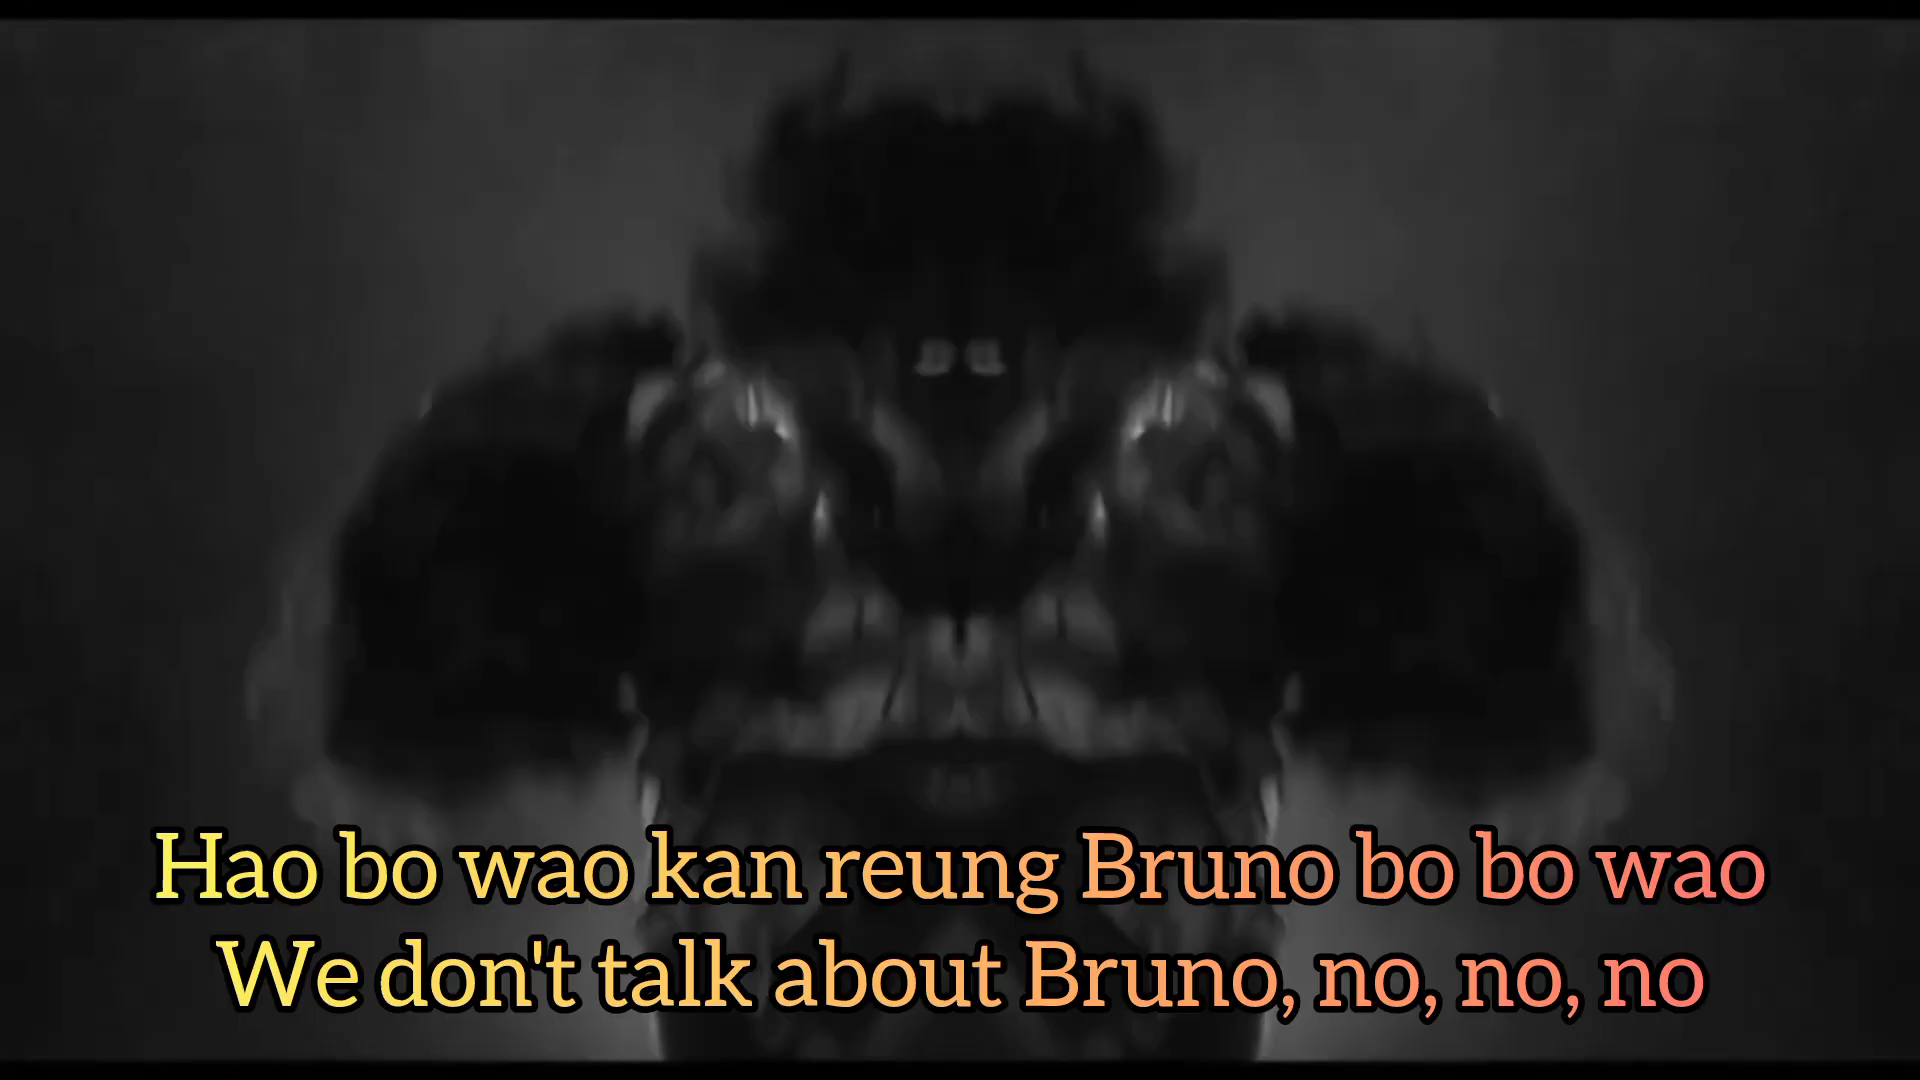 Hao bo wao kan reung Bruno bo bo wao
We don't talk about Bruno, no, no, no